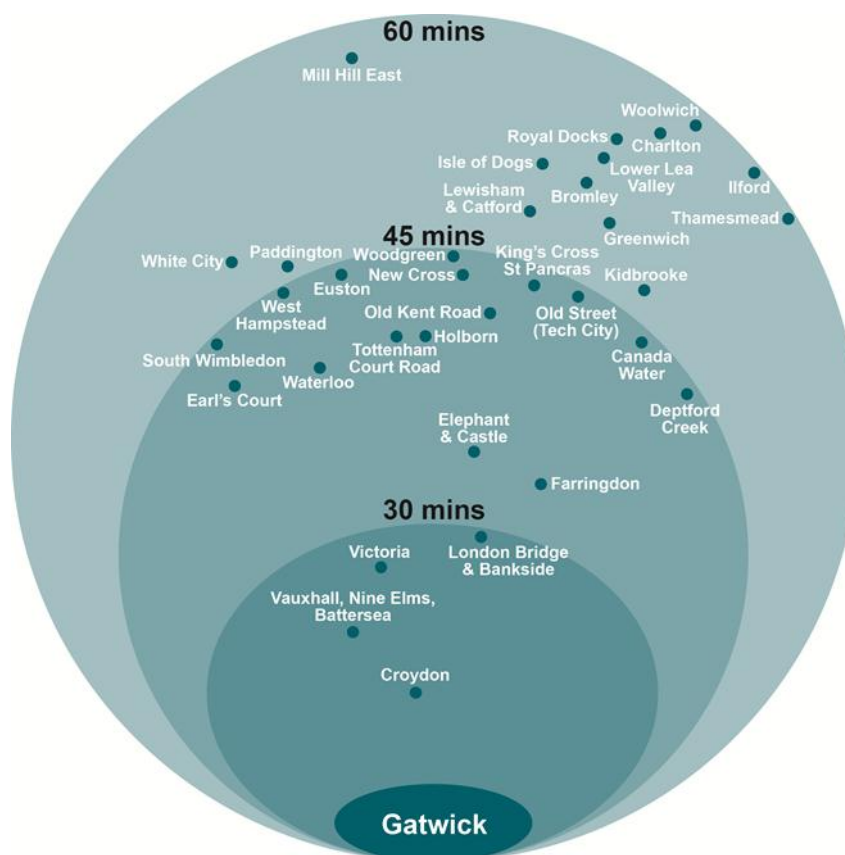 60 mins
Mill Hill East
Woolwich
Royal Docks
Charlton
Isle of Dogs
Lower Lea
Valley
Ilford
Bromley
Lewisham
& Catford
Thamesmead
Greenwich
45 mins
White City
Paddington
Woodgreen
King's Cross
St Pancras
New Cross
Euston
Kidbrooke
West
Hampstead
Old Kent Road
Old Street
(Tech City)
Holborn
Tottenham
Court Road
South Wimbledon
Canada
Water
Waterloo
Earl's Court
Deptford
Creek
Elephant
& Castle
Farringdon
30 mins
Victoria
London Bridge
& Bankside
Vauxhall, Nine Elms,
Battersea
Croydon
Gatwick